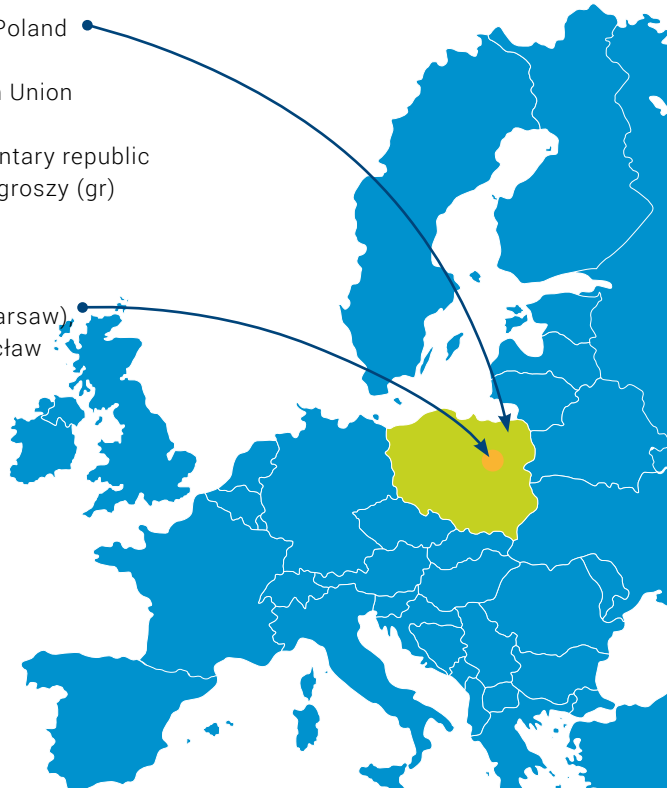 Poland
Union
ntary republic
groszy (gr)
arsaw),
cław